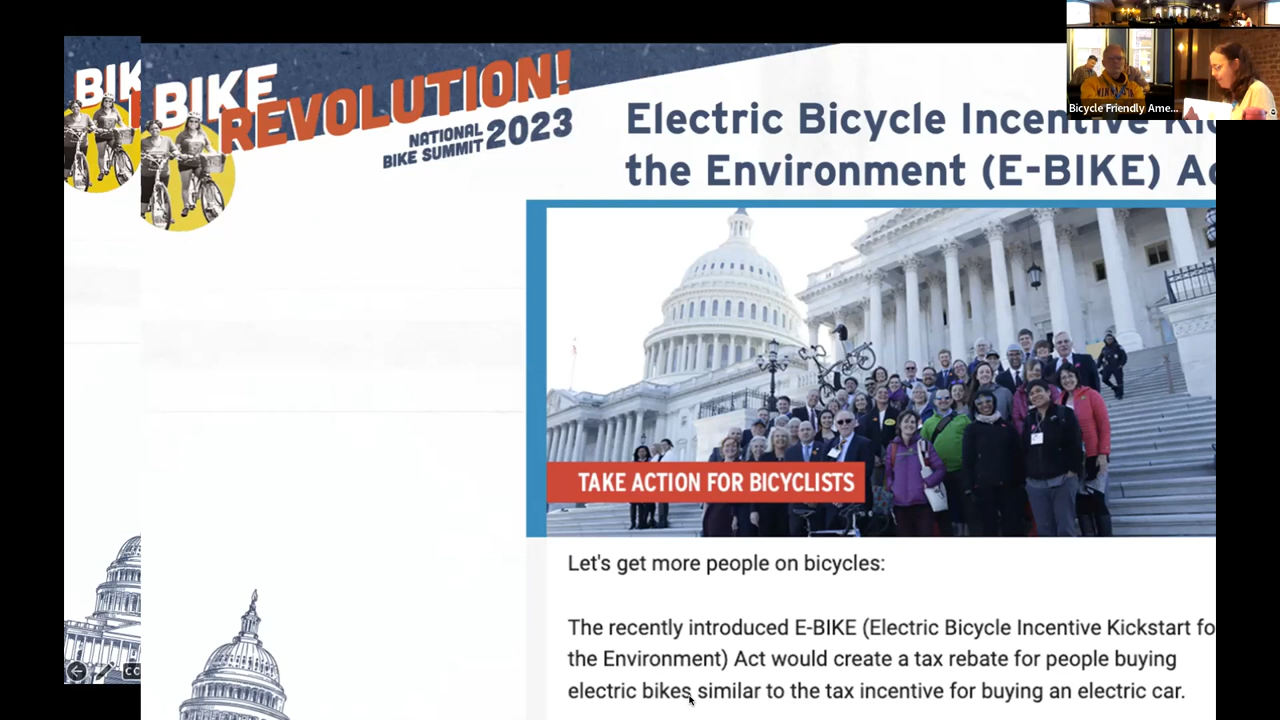 BIK
BIKE
REVOLUTION!
NATIONAL
BIKE SUMMIT 2023
Electric Bicycle Incentive Kic
the Environment (E-BIKE) Ac
Bicycle Friendly Ame...
TAKE ACTION FOR BICYCLISTS
Let's get more people on bicycles:
The recently introduced E-BIKE (Electric Bicycle Incentive Kickstart fo
the Environment) Act would create a tax rebate for people buying
electric bikes similar to the tax incentive for buying an electric car.